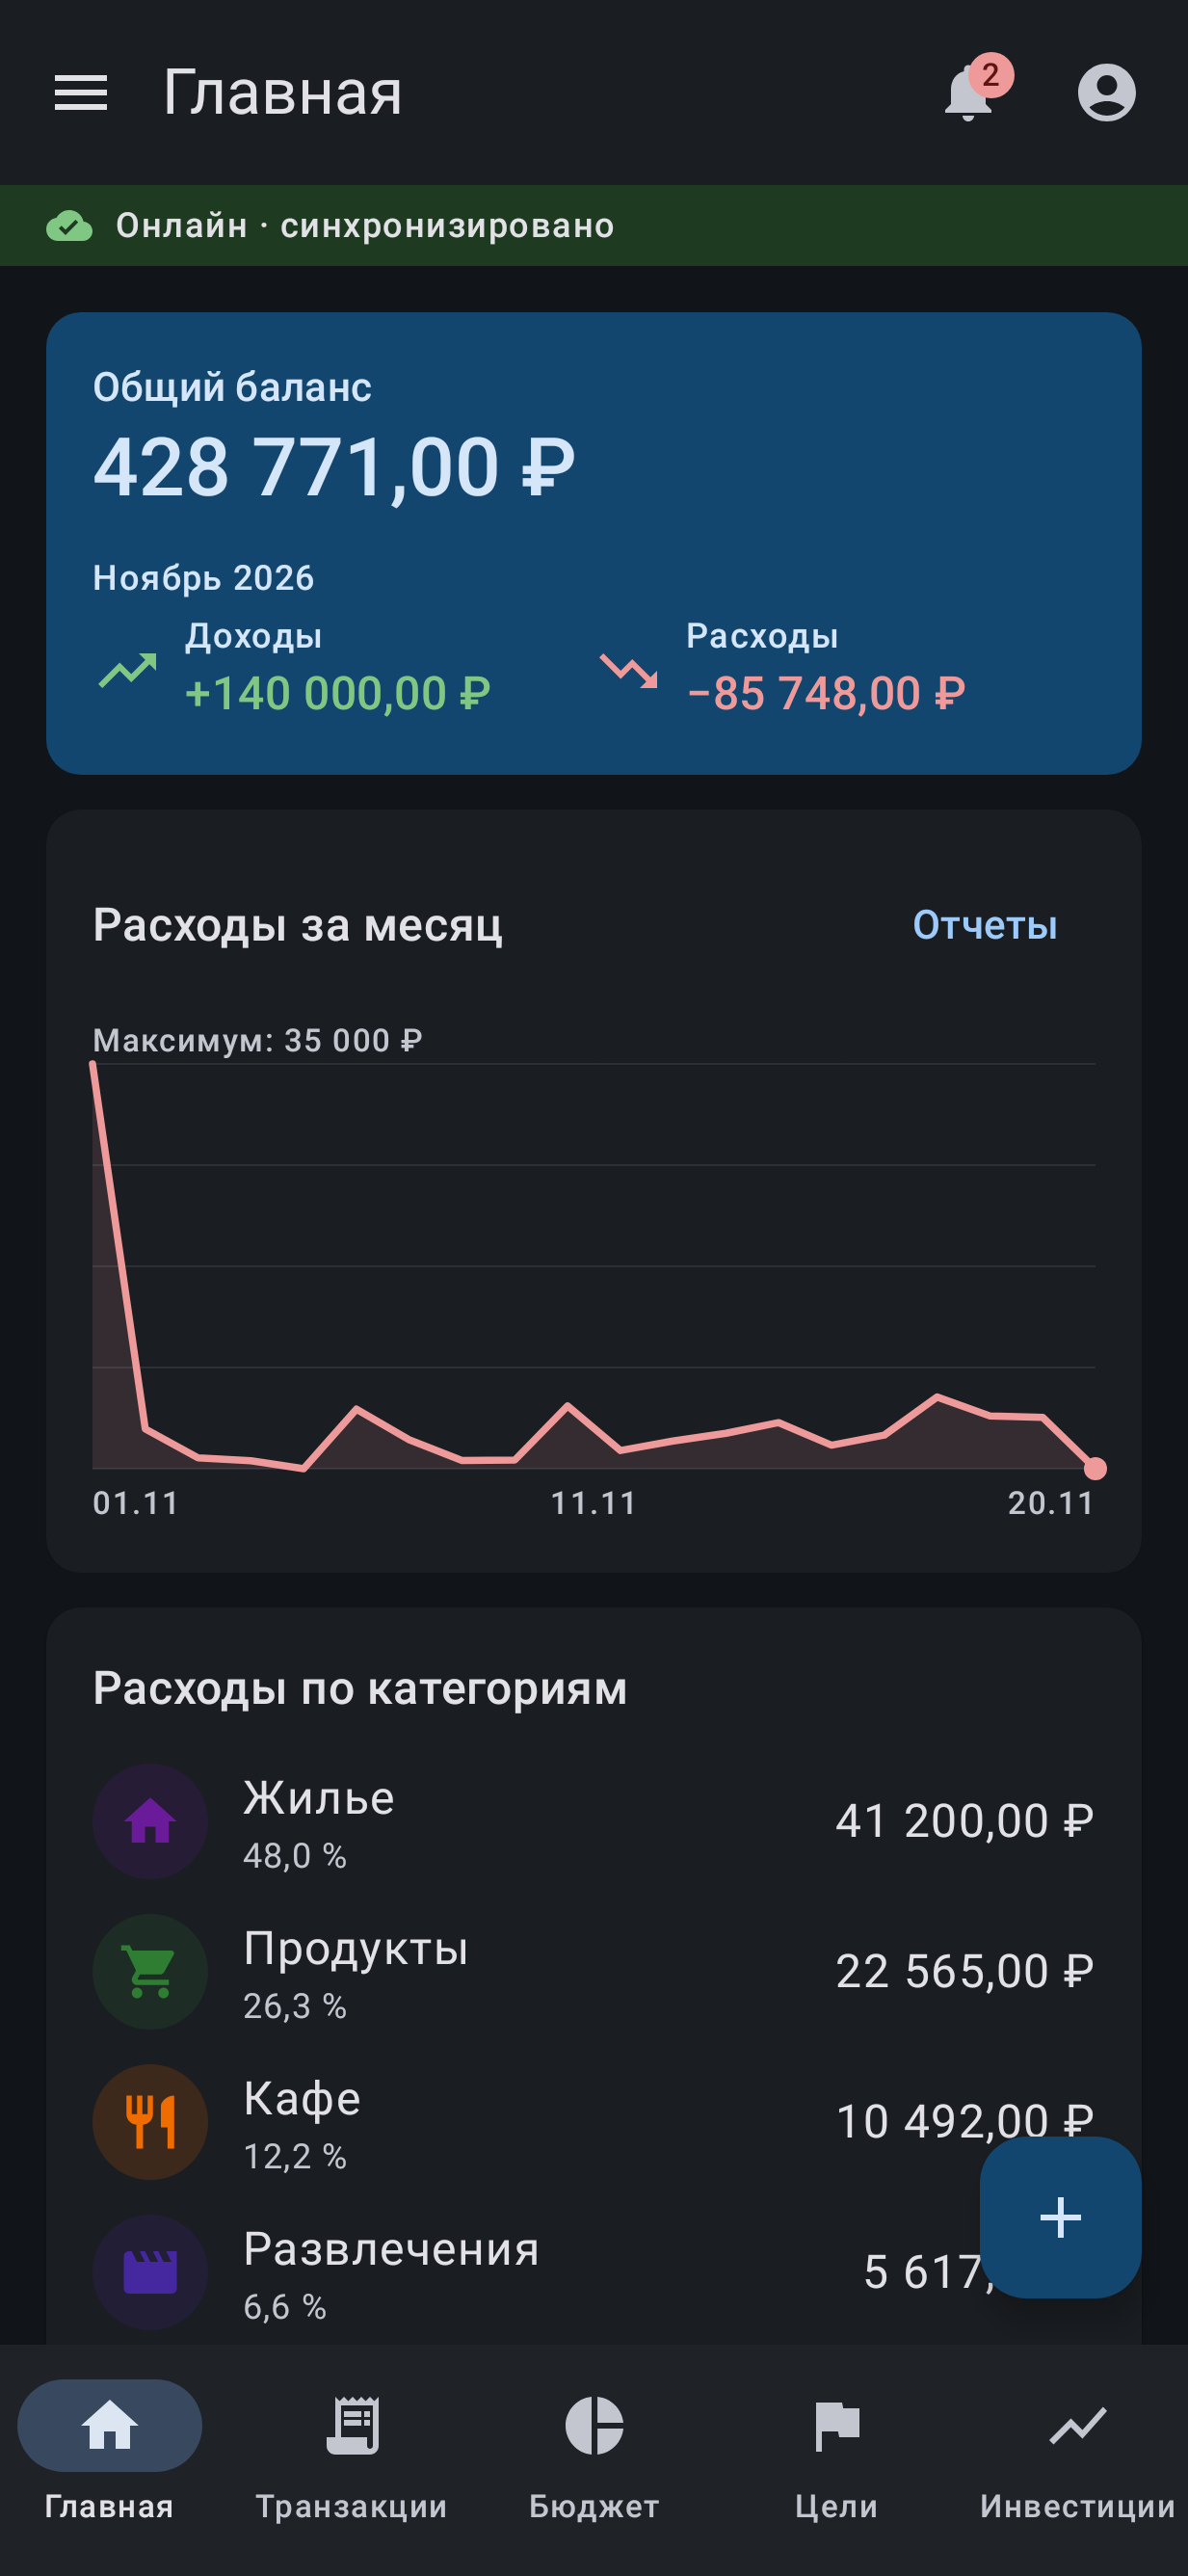 Главная
2
Онлайн · синхронизировано
Общий баланс
428 771,00 ₽
Ноябрь 2026
Доходы
+140 000,00 ₽
Расходы
−85 748,00 ₽
Расходы за месяц
Отчеты
Максимум: 35 000 ₽
01.11
11.11
20.11
Расходы по категориям
Жилье
48,0 %
41 200,00 ₽
Продукты
26,3 %
22 565,00 ₽
Кафе
12,2 %
10 492,00 ₽
Развлечения
6,6 %
5 617,
Главная
Транзакции
Бюджет
Цели
Инвестиции